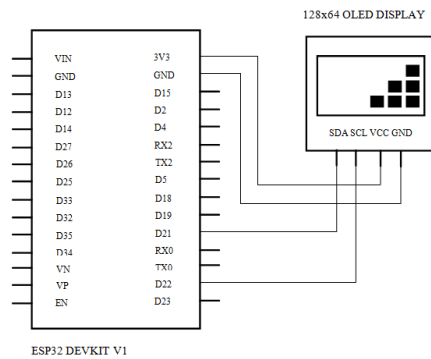 128x64 OLED DISPLAY
VIN 3V3
GND GND
D13 D15
D12 D2
D14 D4
D27 RX2
D26 TX2
D25 D5
D33 D18
D32 D19
D35 D21
D34 RX0
VN TX0
VP D22
EN D23
SDA SCL VCC GND
ESP32 DEVKIT V1